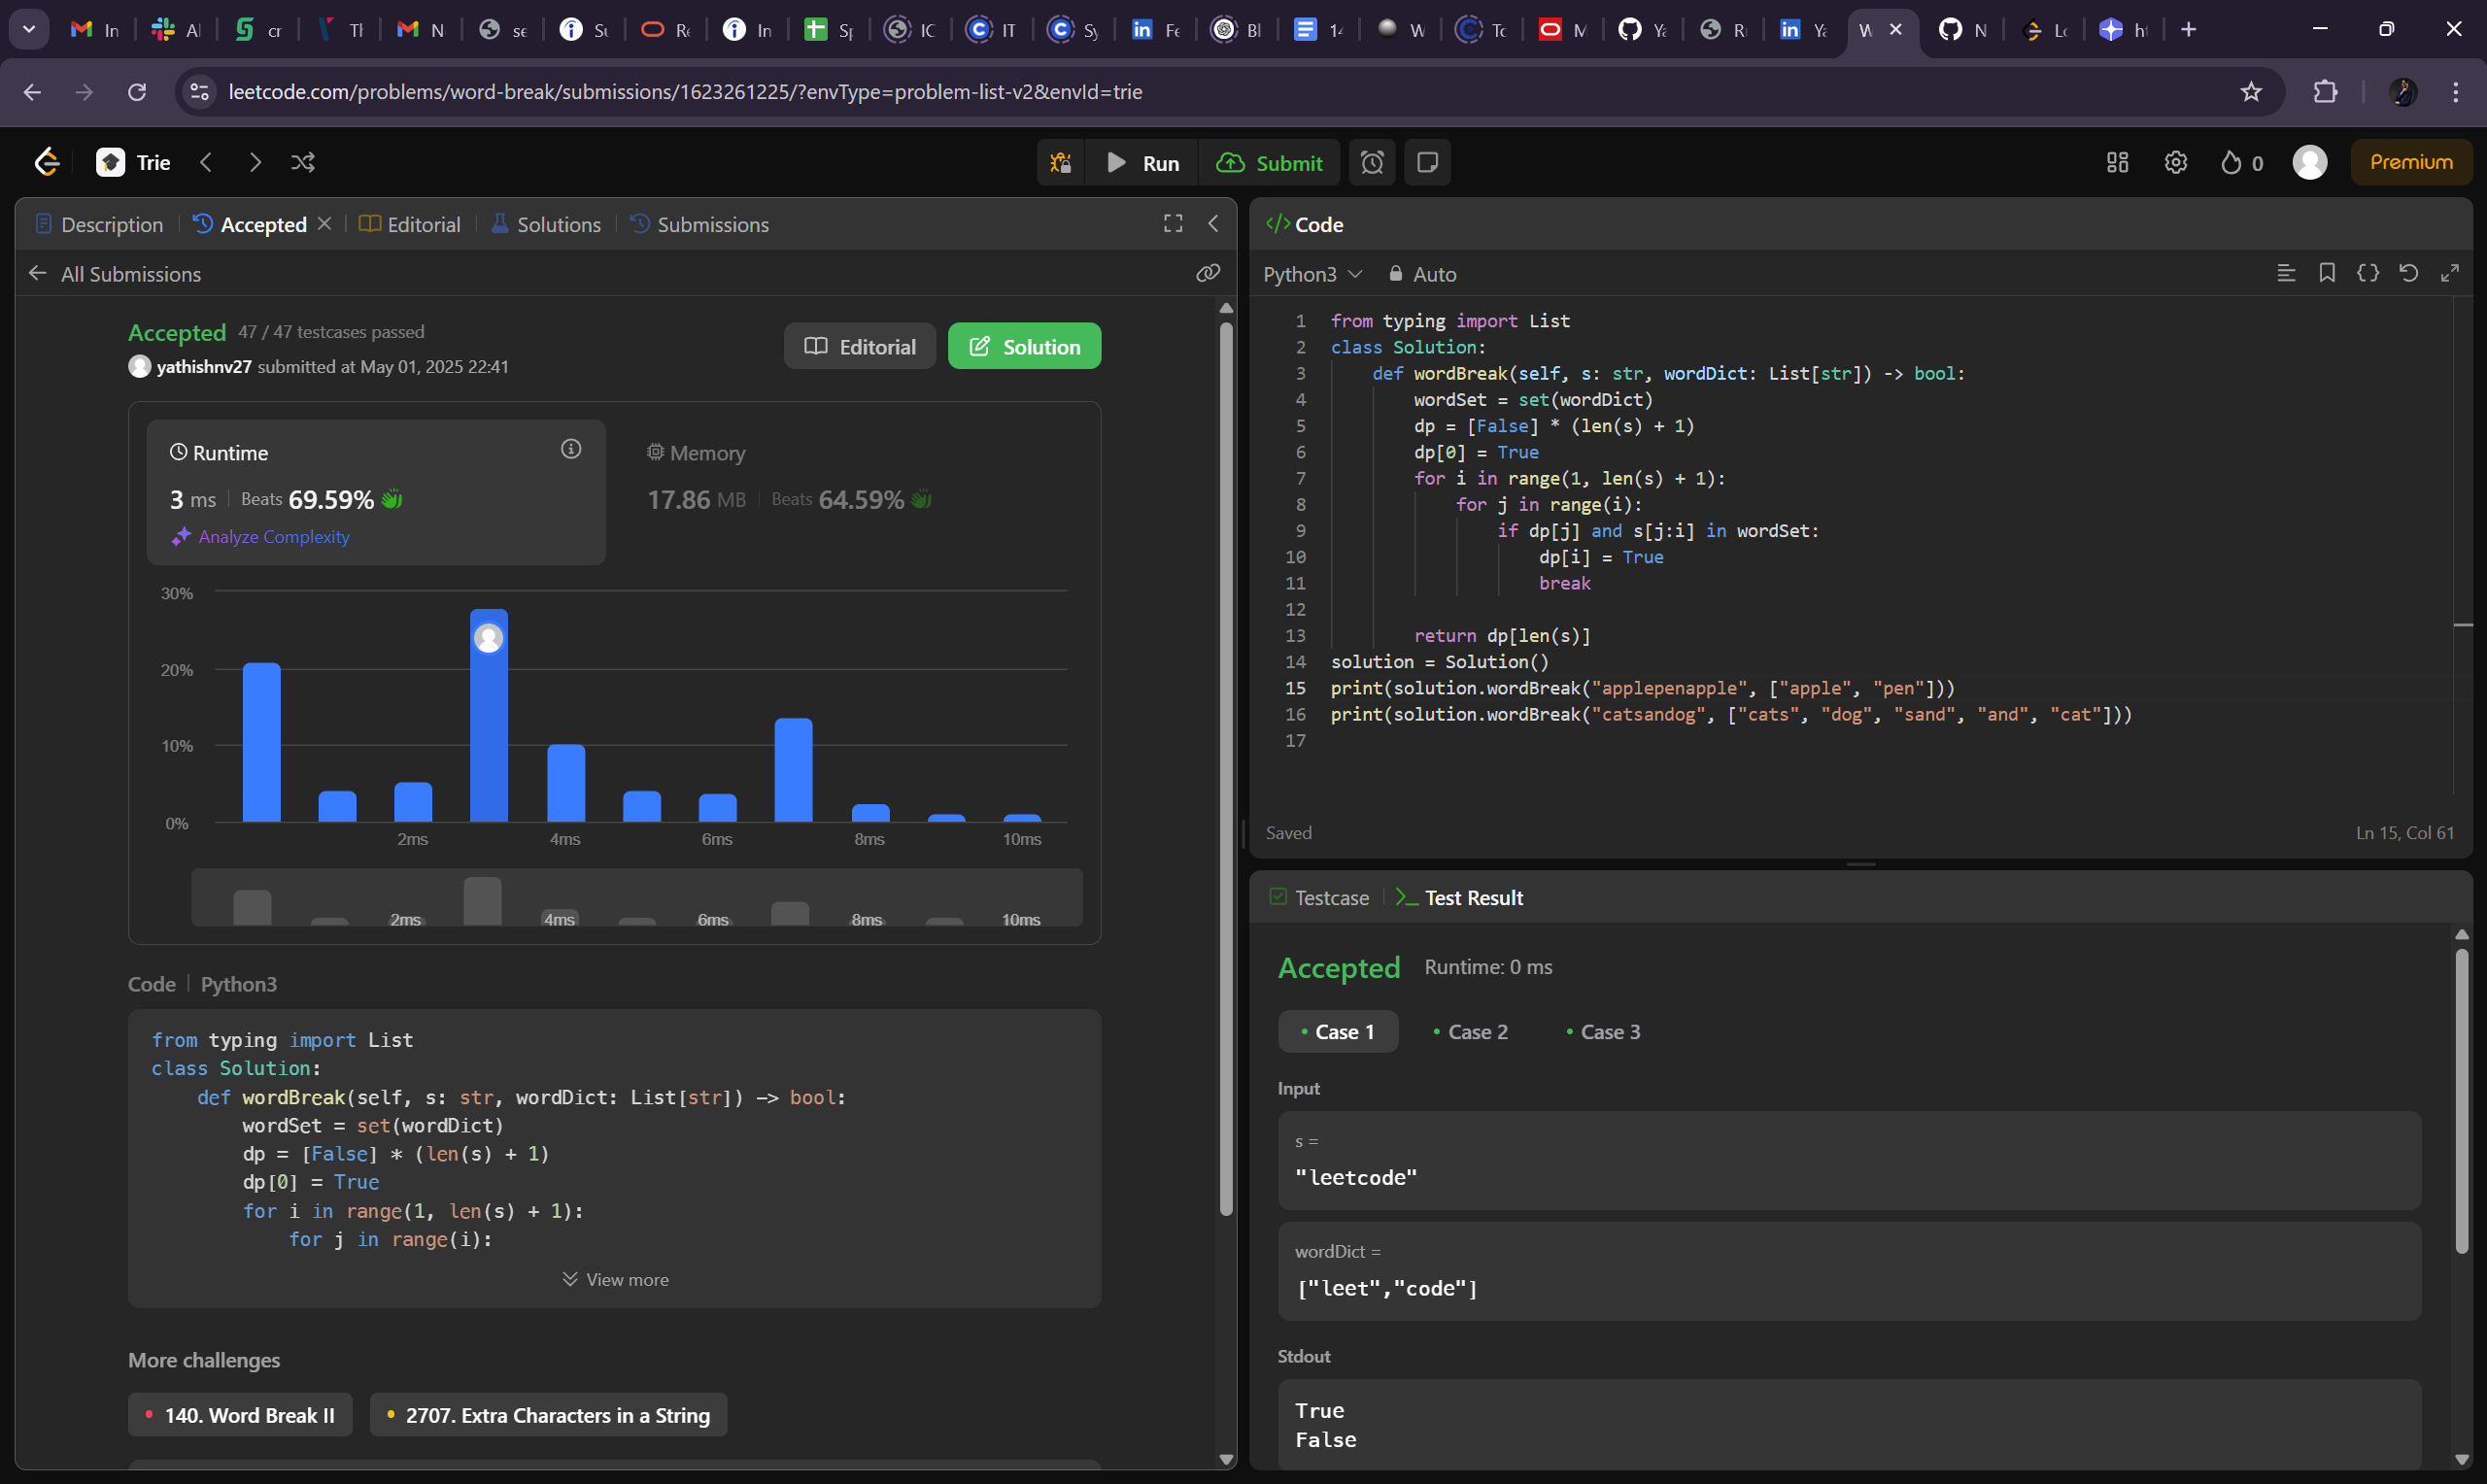 In
Al
cr
Tl
N
se
Su
Re
In
Sp
IC
IT
Sy
Fe
Bl
14
W
Tc
M
Ya
R
Ya
W
N
Lo
ht
leetcode.com/problems/word-break/submissions/1623261225/?envType=problem-list-v2&envId=trie
Trie
Run
Submit
0
Premium
Description
Accepted
Editorial
Solutions
Submissions
All Submissions
Accepted 47 / 47 testcases passed
yathishnv27 submitted at May 01, 2025 22:41
Editorial
Solution
Runtime
3 ms Beats 69.59%
Analyze Complexity
Memory
17.86 MB Beats 64.59%
30%
20%
10%
0%
2ms 4ms 6ms 8ms 10ms
2ms 4ms 6ms 8ms 10ms
Code Python3
from typing import List
class Solution:
    def wordBreak(self, s: str, wordDict: List[str]) -> bool:
        wordSet = set(wordDict)
        dp = [False] * (len(s) + 1)
        dp[0] = True
        for i in range(1, len(s) + 1):
            for j in range(i):
View more
More challenges
140. Word Break II
2707. Extra Characters in a String
</> Code
Python3 Auto
1 from typing import List
2 class Solution:
3     def wordBreak(self, s: str, wordDict: List[str]) -> bool:
4         wordSet = set(wordDict)
5         dp = [False] * (len(s) + 1)
6         dp[0] = True
7         for i in range(1, len(s) + 1):
8             for j in range(i):
9                 if dp[j] and s[j:i] in wordSet:
10                     dp[i] = True
11                     break
12
13         return dp[len(s)]
14 solution = Solution()
15 print(solution.wordBreak("applepenapple", ["apple", "pen"]))
16 print(solution.wordBreak("catsandog", ["cats", "dog", "sand", "and", "cat"]))
17
Saved
Ln 15, Col 61
Testcase
Test Result
Accepted Runtime: 0 ms
Case 1
Case 2
Case 3
Input
s =
"leetcode"
wordDict =
["leet","code"]
Stdout
True
False